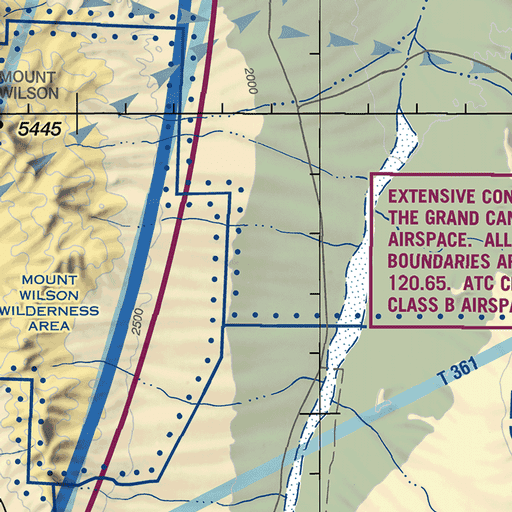 2000
MOUNT
WILSON
5445
EXTENSIVE CON
THE GRAND CAN
AIRSPACE. ALL
BOUNDARIES AR
120.65. ATC CL
CLASS B AIRSPA
MOUNT
WILSON
WILDERNESS
AREA
2500
T 361